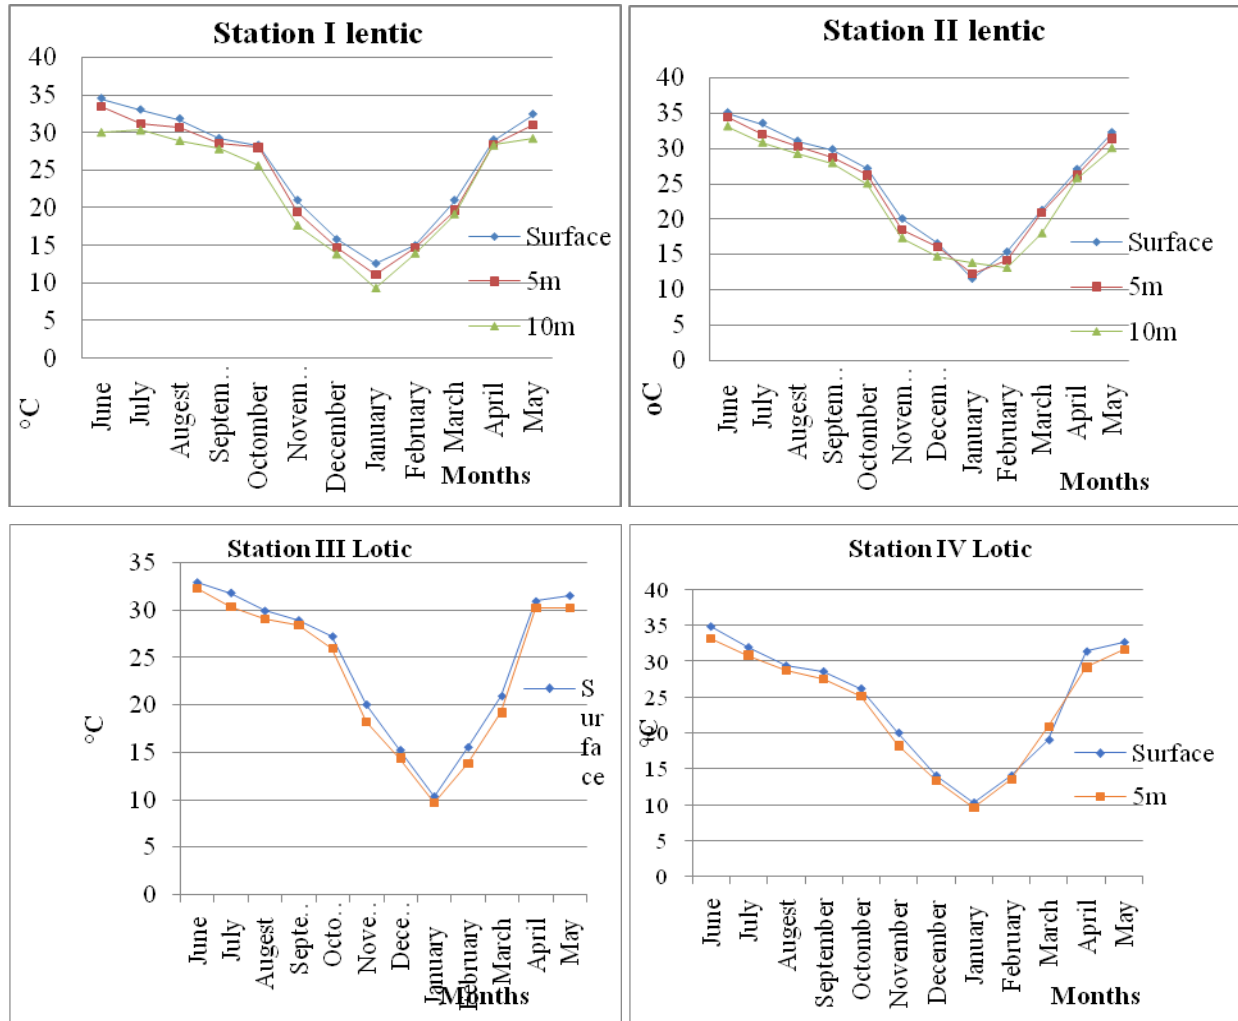 Station I lentic
40
35
30
25
20
15
10
5
0
°C
June
July
Augest
Septem…
Octomber
Novem…
December
January
February
March
April
May
Months
Surface
5m
10m
Station II lentic
40
35
30
25
20
15
10
5
0
oC
June
July
August
Septem…
Octomber
Novem…
Decem…
January
February
March
April
May
Months
Surface
5m
10m
Station III Lotic
35
30
25
20
15
10
5
0
°C
June
July
Augest
Septe…
Octo…
Nove…
Dece…
January
February
March
April
May
Months
S
ur
fa
ce
Station IV Lotic
40
35
30
25
20
15
10
5
0
°C
June
July
Augest
September
Octomber
November
December
January
February
March
April
May
Months
Surface
5m